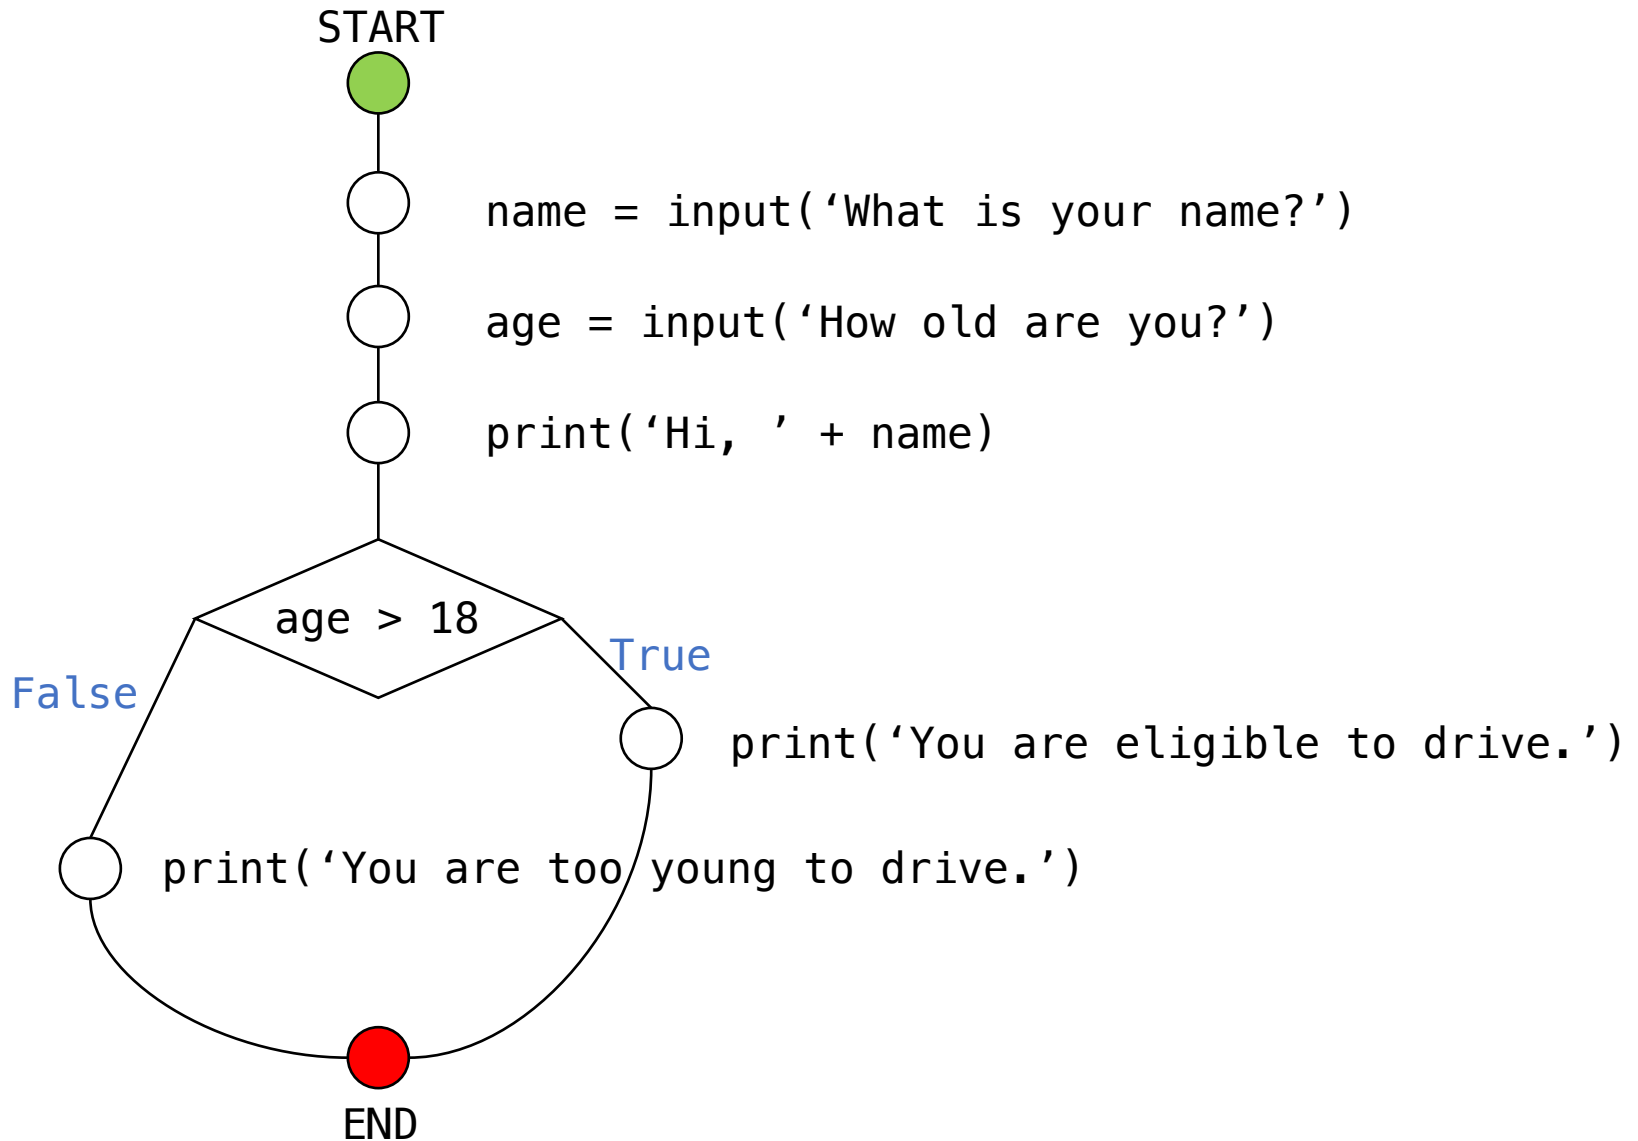 START
name = input(‘What is your name?’)
age = input(‘How old are you?’)
print(‘Hi, ’ + name)
age > 18
True
False
print(‘You are eligible to drive.’)
print(‘You are too young to drive.’)
END